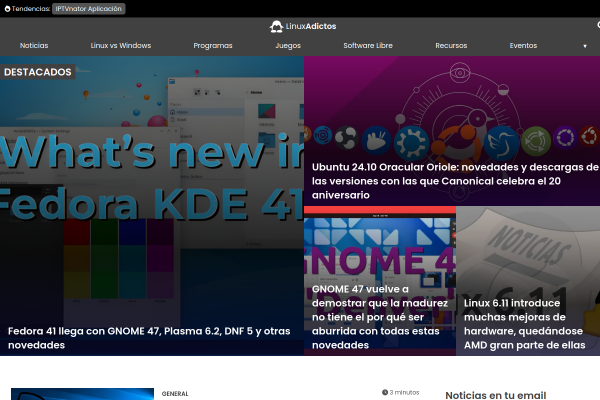 Tendencias: IPTVnator Aplicación
LinuxAdictos
Noticias Linux vs Windows Programas Juegos Software Libre Recursos Eventos
DESTACADOS
What's new in
Fedora KDE 41
Fedora 41 llega con GNOME 47, Plasma 6.2, DNF 5 y otras
novedades
Ubuntu 24.10 Oracular Oriole: novedades y descargas de
las versiones con las que Canonical celebra el 20
aniversario
GNOME 4
"Denver"
GNOME 47 vuelve a
demostrar que la madurez
no tiene el por qué ser
aburrida con todas estas
novedades
NOTICIAS
6.11
Linux 6.11 introduce
muchas mejoras de
hardware, quedándose
AMD gran parte de ellas
GENERAL
3 minutos
Noticias en tu email